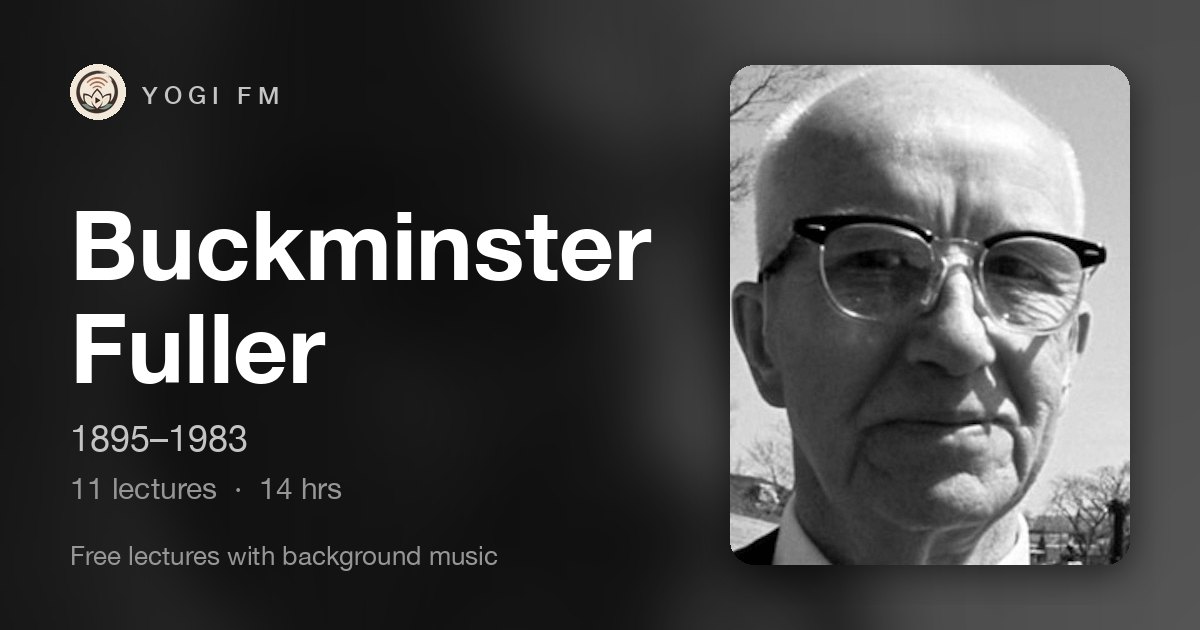 YOGI FM
Buckminster
Fuller
1895–1983
11 lectures · 14 hrs
Free lectures with background music